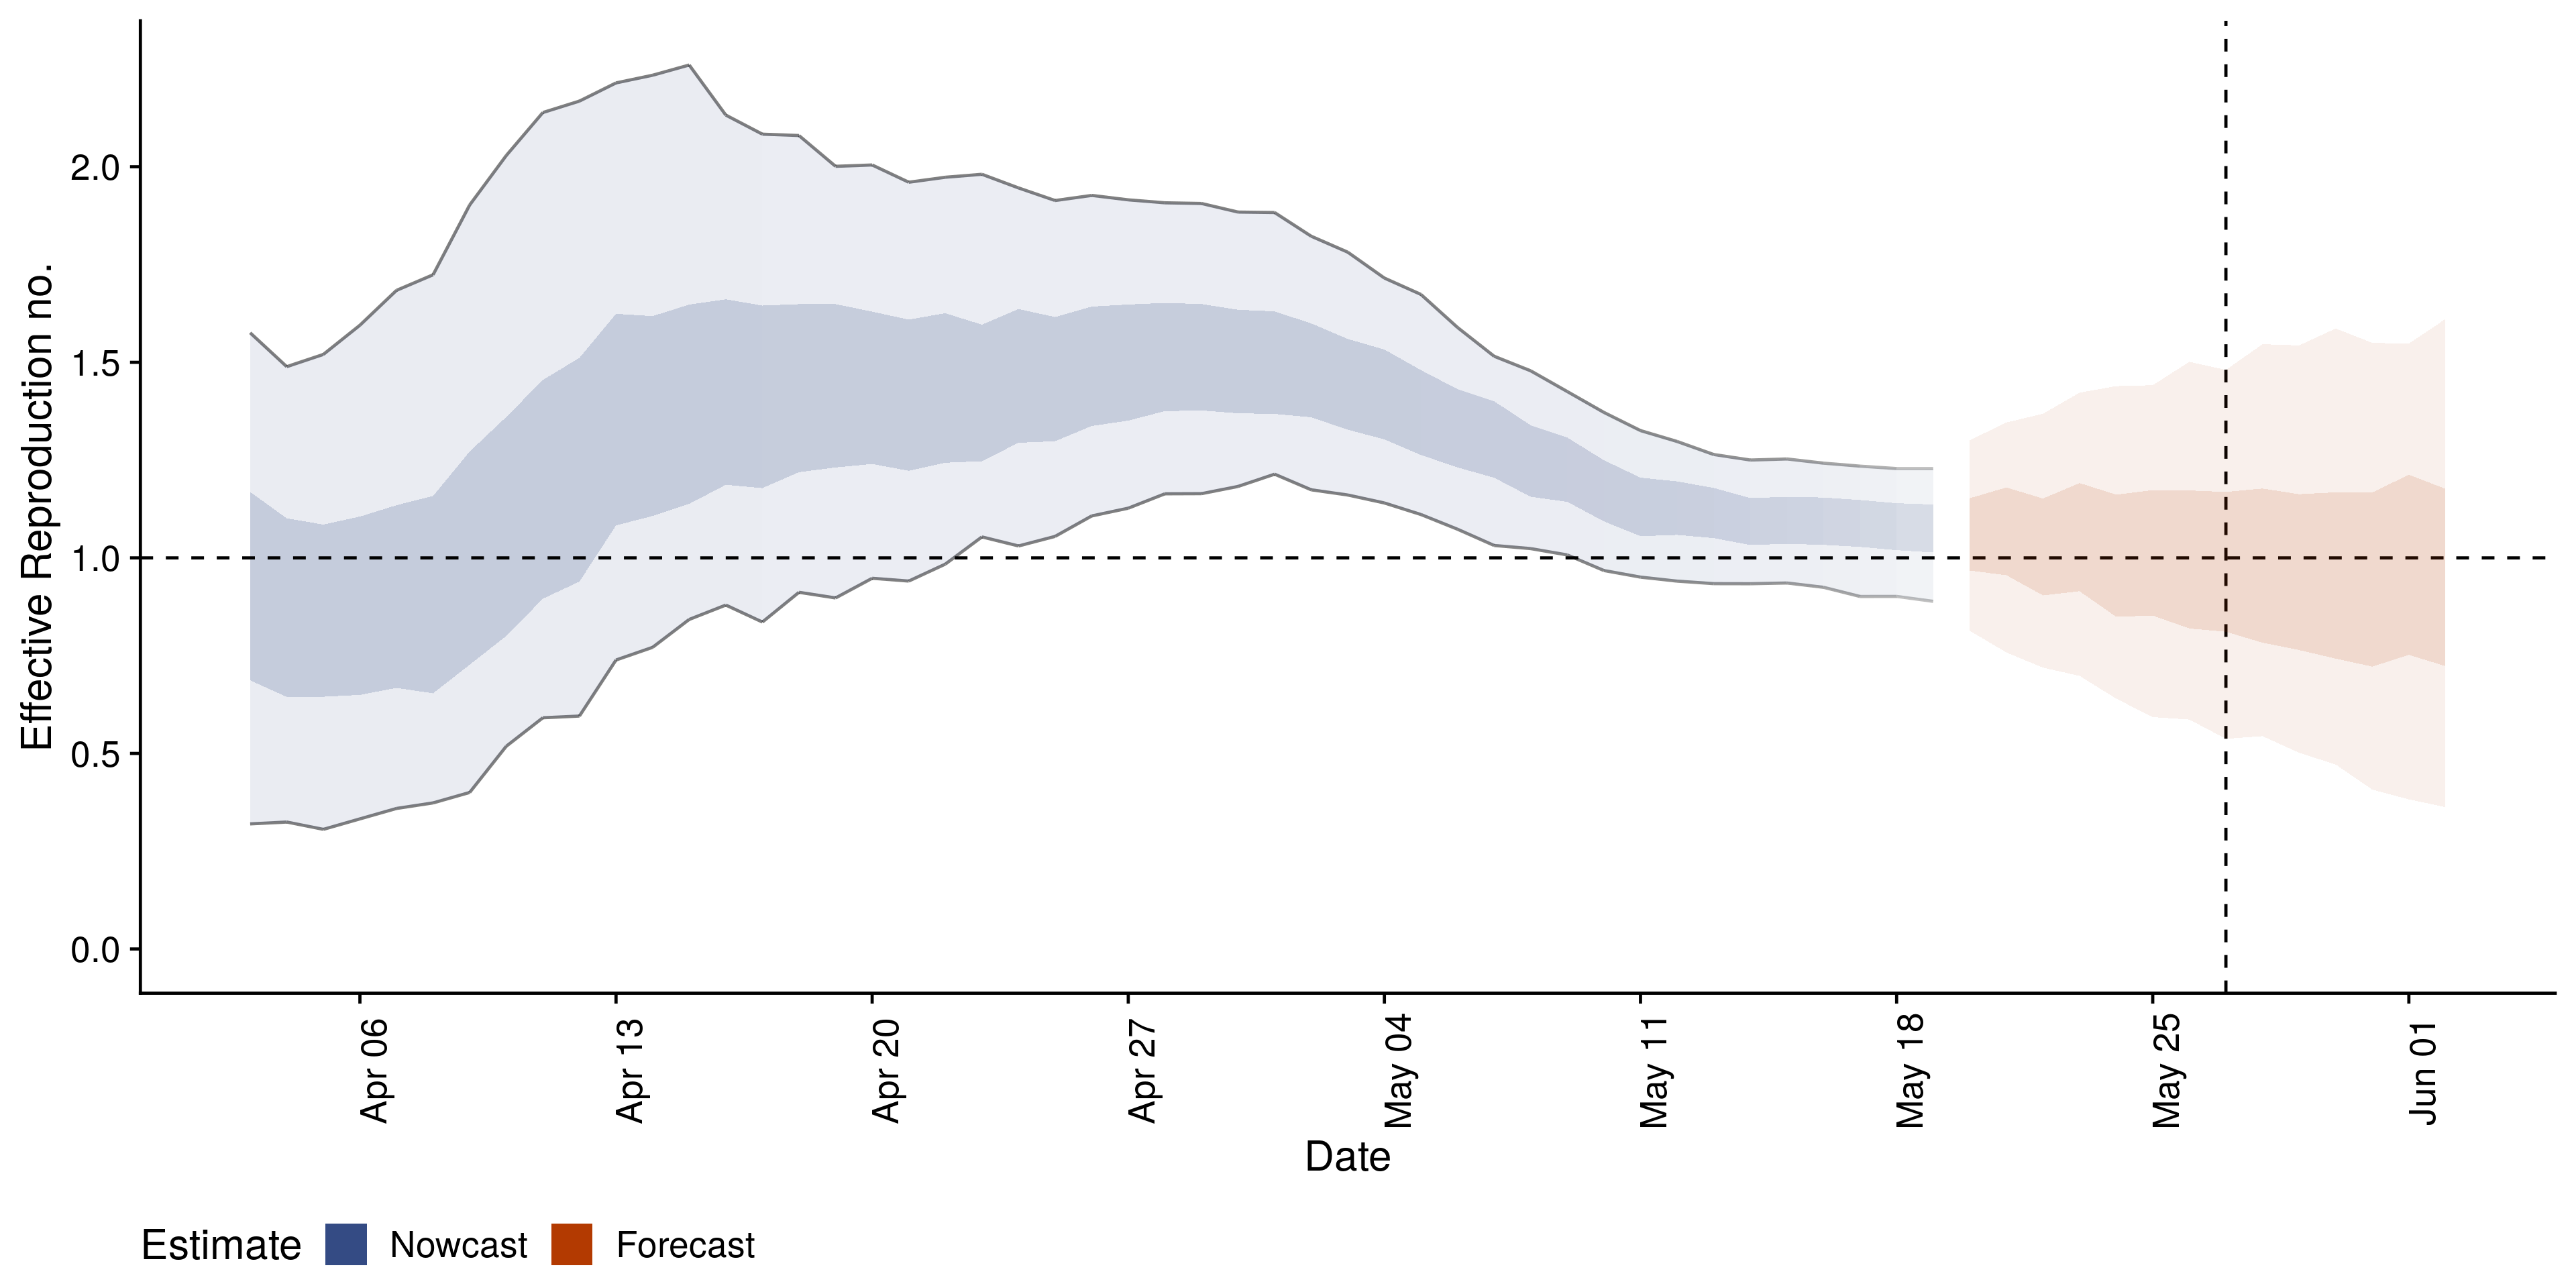 Effective Reproduction no.
2.0
1.5
1.0
0.5
0.0
Apr 06
Apr 13
Apr 20
Apr 27
May 04
May 11
May 18
May 25
Jun 01
Date
Estimate Nowcast Forecast